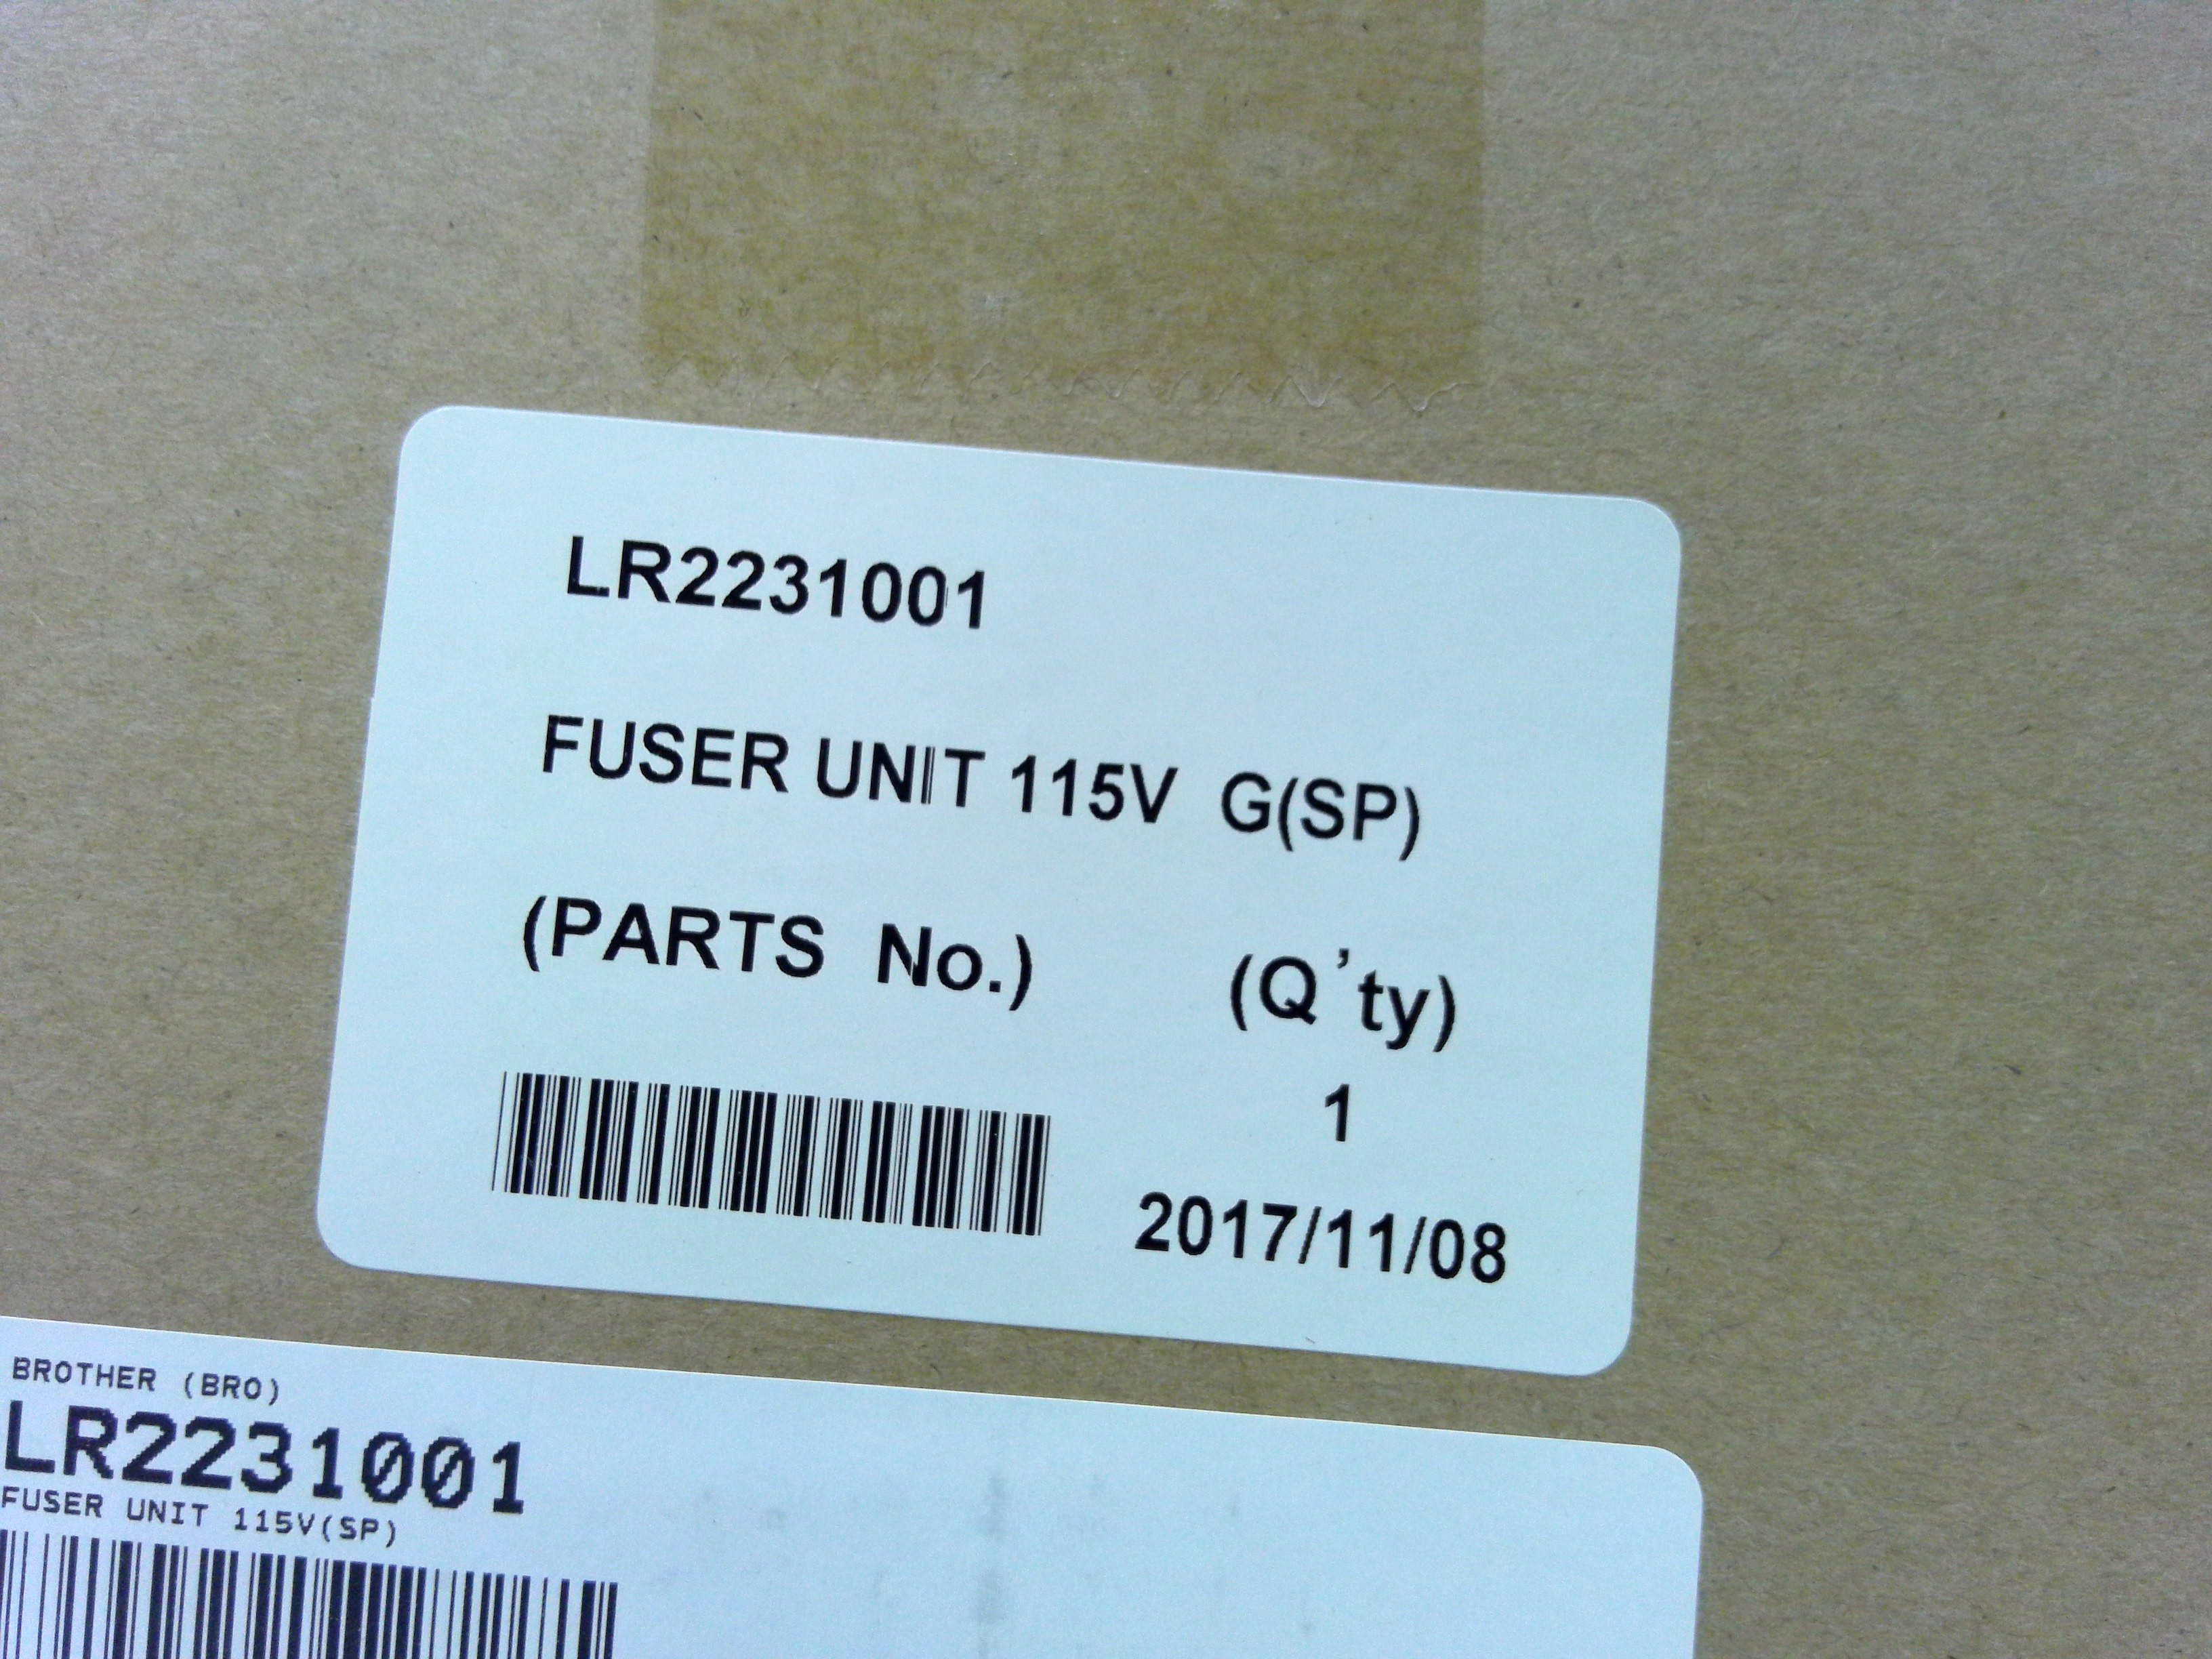 LR2231001
FUSER UNIT 115V G(SP)
(PARTS No.) (Q'ty)
1
2017/11/08
BROTHER (BRO)
LR2231001
FUSER UNIT 115V(SP)